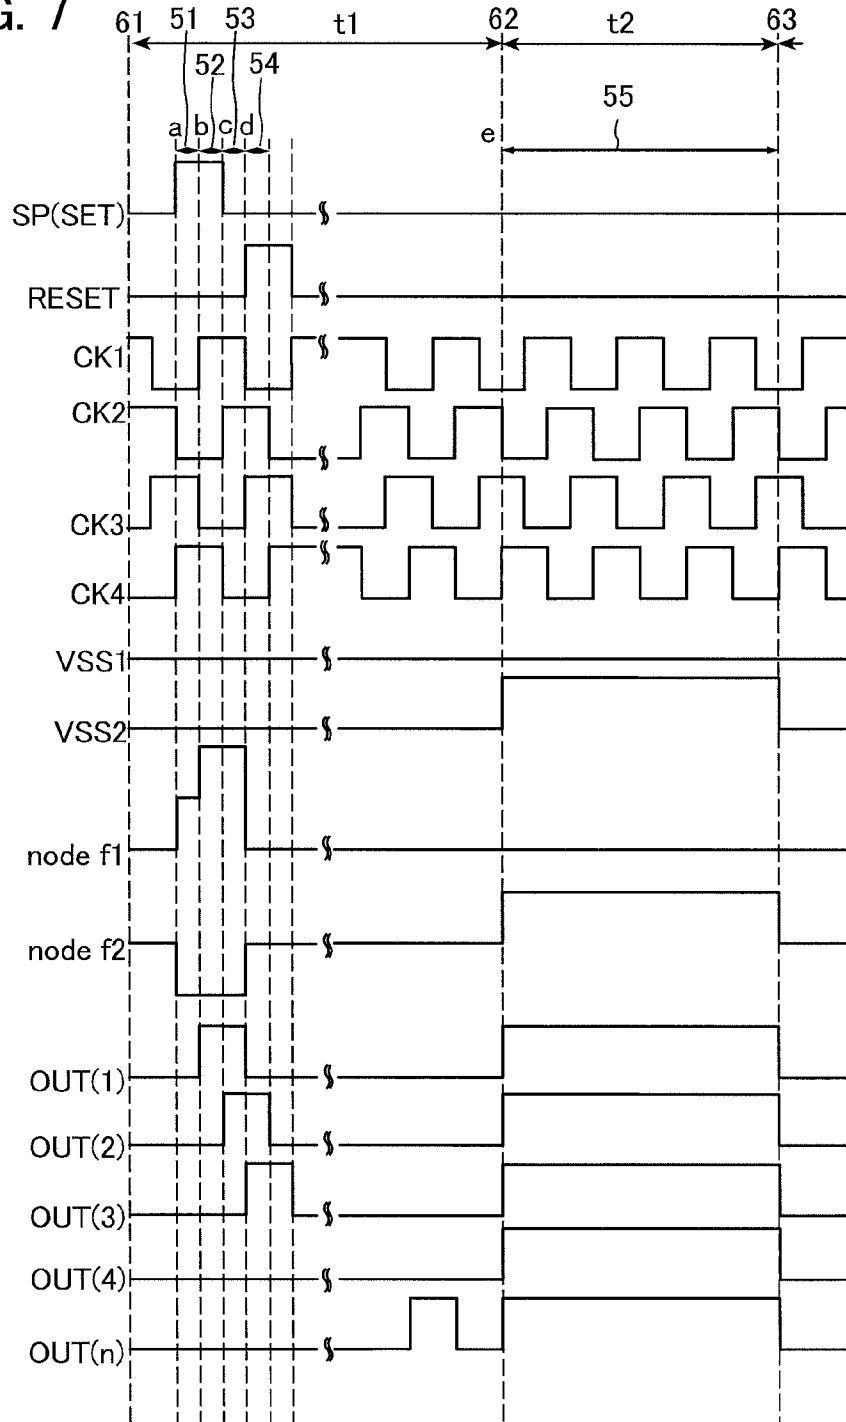 G. 7
61 51 53 t1 62 t2 63
52 54
55
a b c d e
SP(SET)
RESET
CK1
CK2
CK3
CK4
VSS1
VSS2
node f1
node f2
OUT(1)
OUT(2)
OUT(3)
OUT(4)
OUT(n)